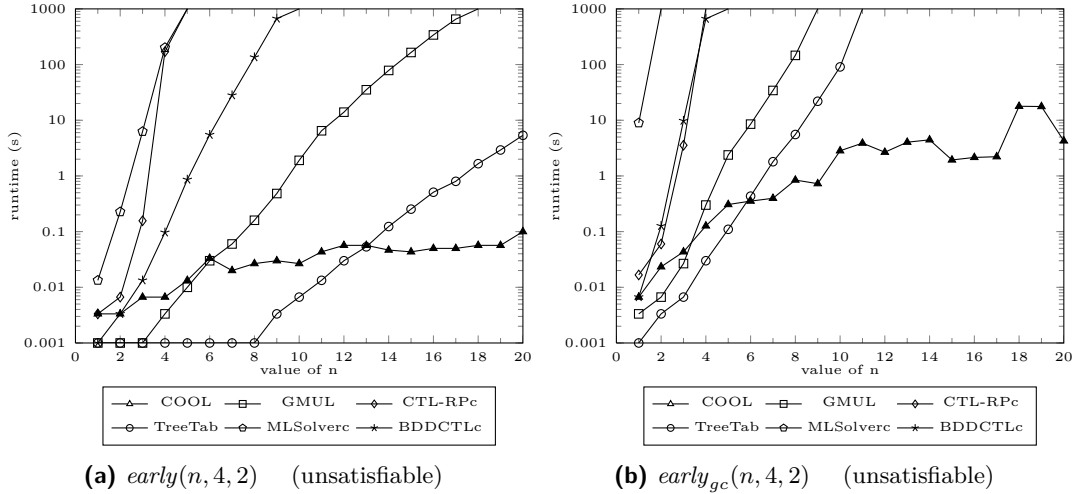 1000
100
10
1
0.1
0.01
0.001
runtime (s)
0 2 4 6 8 10 12 14 16 18 20
value of n
COOL GMUL CTL-RPc
TreeTab MLSolverc BDDCTLc
(a) early(n, 4, 2) (unsatisfiable)
1000
100
10
1
0.1
0.01
0.001
runtime (s)
0 2 4 6 8 10 12 14 16 18 20
value of n
COOL GMUL CTL-RPc
TreeTab MLSolverc BDDCTLc
(b) early_gc(n, 4, 2) (unsatisfiable)